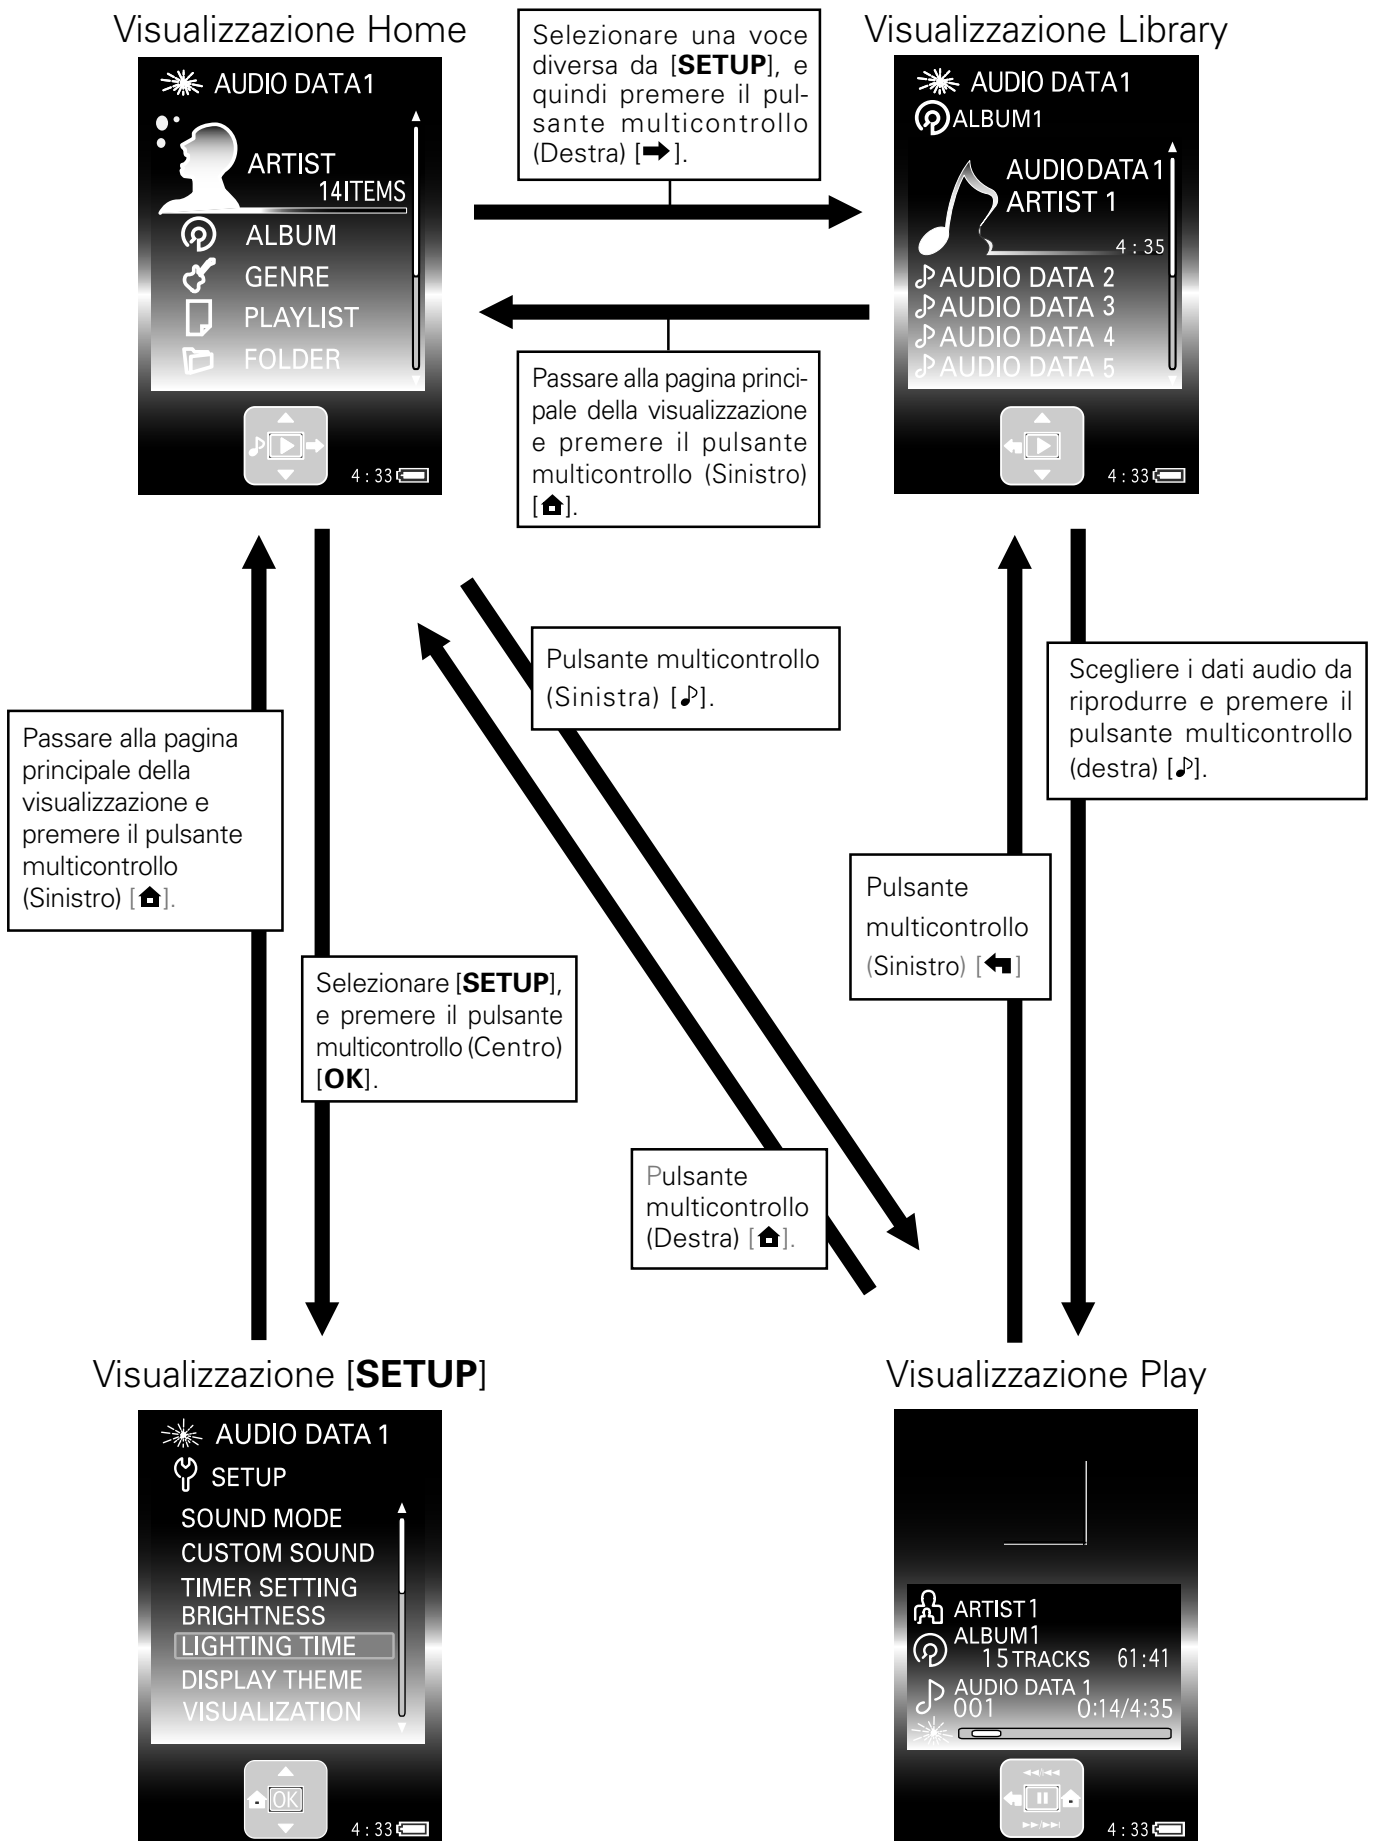 Visualizzazione Home
AUDIO DATA1
ARTIST
14ITEMS
ALBUM
GENRE
PLAYLIST
FOLDER
4:33
Selezionare una voce
diversa da [SETUP], e
quindi premere il pul-
sante multicontrollo
(Destra) [➡].
Visualizzazione Library
AUDIO DATA1
ALBUM1
AUDIODATA1
ARTIST 1
4:35
AUDIO DATA 2
AUDIO DATA 3
AUDIO DATA 4
AUDIO DATA 5
4:33
Passare alla pagina princi-
pale della visualizzazione
e premere il pulsante
multicontrollo (Sinistro)
[].
Pulsante multicontrollo
(Sinistra) [♪].
Scegliere i dati audio da
riprodurre e premere il
pulsante multicontrollo
(destra) [♪].
Passare alla pagina
principale della
visualizzazione e
premere il pulsante
multicontrollo
(Sinistro) [].
Pulsante
multicontrollo
(Sinistro) []
Selezionare [SETUP],
e premere il pulsante
multicontrollo (Centro)
[OK].
Pulsante
multicontrollo
(Destra) [].
Visualizzazione [SETUP]
AUDIO DATA 1
SETUP
SOUND MODE
CUSTOM SOUND
TIMER SETTING
BRIGHTNESS
LIGHTING TIME
DISPLAY THEME
VISUALIZATION
OK
4:33
Visualizzazione Play
ARTIST1
ALBUM1
15TRACKS 61:41
AUDIO DATA 1
001 0:14/4:35
4:33